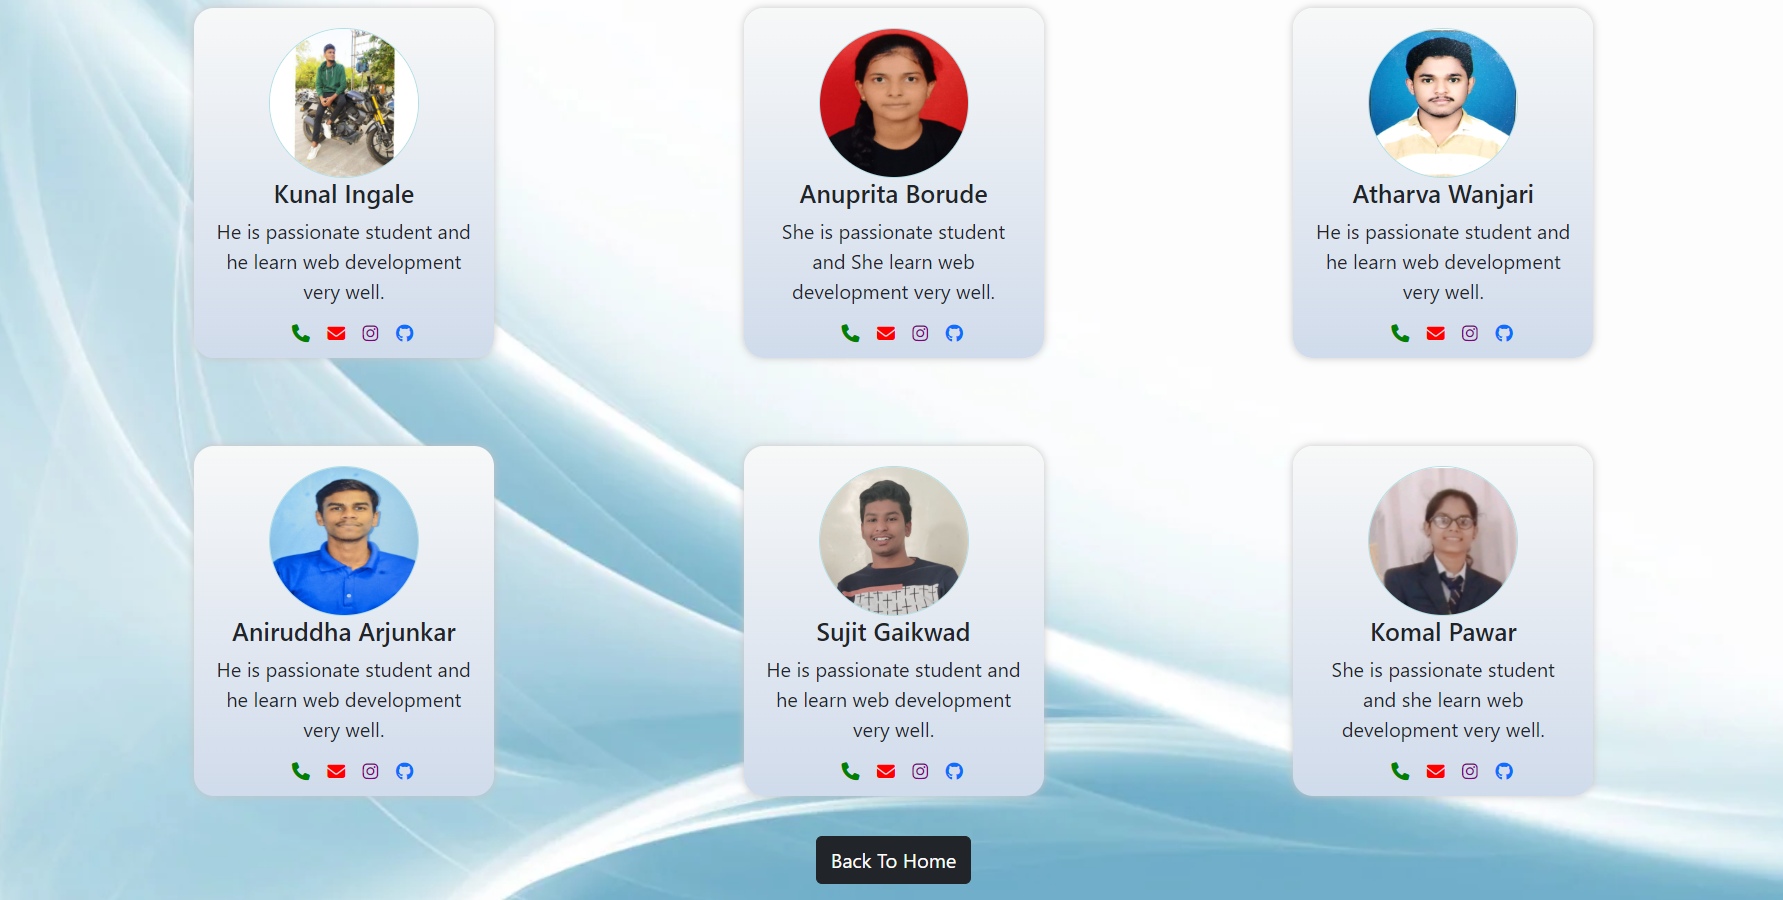 Kunal Ingale
He is passionate student and
he learn web development
very well.
Anuprita Borude
She is passionate student
and She learn web
development very well.
Atharva Wanjari
He is passionate student and
he learn web development
very well.
Aniruddha Arjunkar
He is passionate student and
he learn web development
very well.
Sujit Gaikwad
He is passionate student and
he learn web development
very well.
Komal Pawar
She is passionate student
and she learn web
development very well.
Back To Home